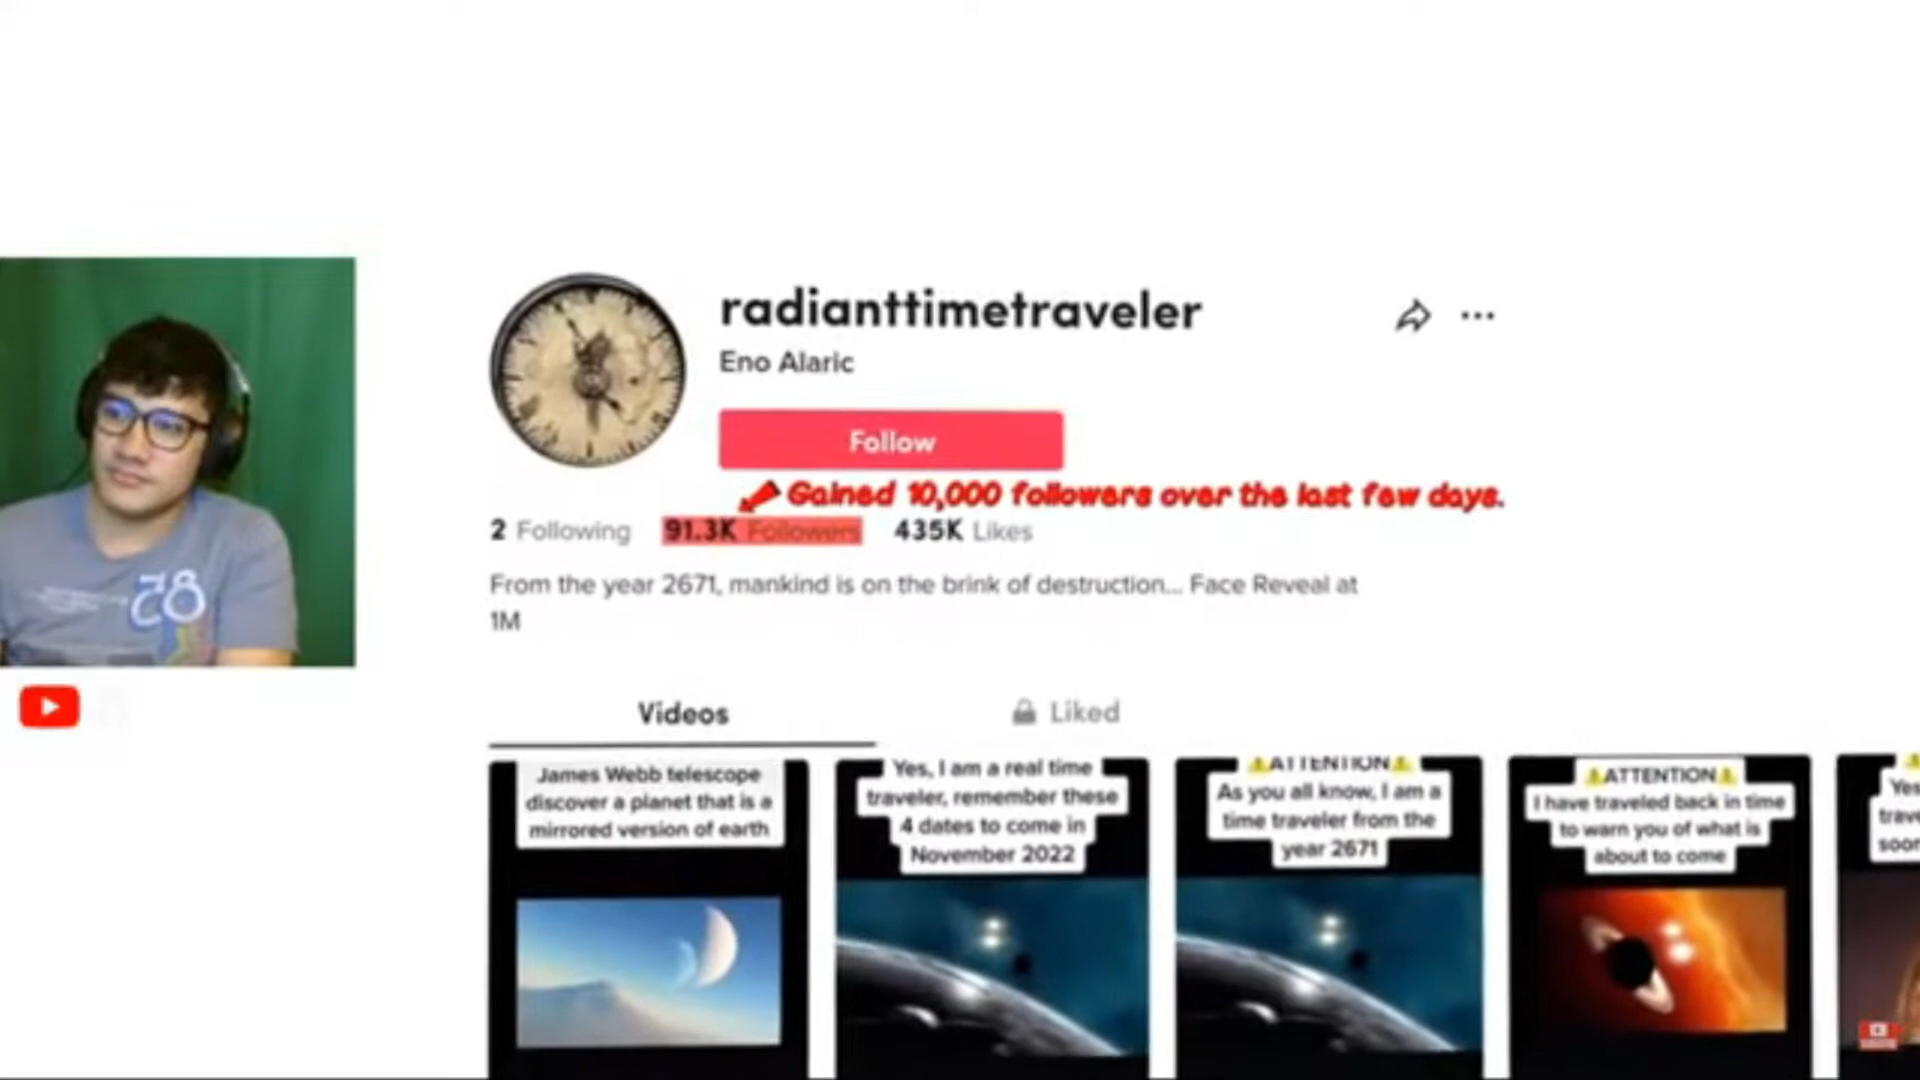 radianttimetraveler
Eno Alaric
Follow
Gained 10,000 followers over the last few days.
2 Following 91.3K Followers 435K Likes
From the year 2671, mankind is on the brink of destruction... Face Reveal at
1M
Videos
Liked
James Webb telescope
discover a planet that is a
mirrored version of earth
Yes, I am a real time
traveler, remember these
4 dates to come in
November 2022
⚠️ATTENTION⚠️
As you all know, I am a
time traveler from the
year 2671
⚠️ATTENTION⚠️
I have traveled back in time
to warn you of what is
about to come
Yes